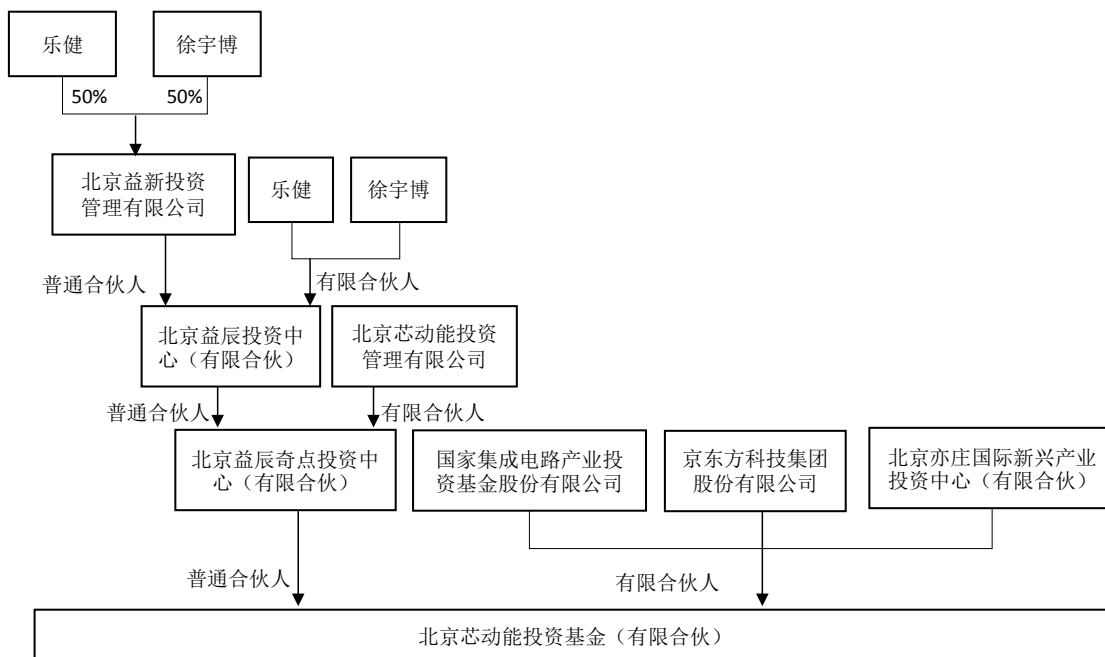 乐健
徐宇博
50%
50%
北京益新投资
管理有限公司
乐健
徐宇博
普通合伙人
有限合伙人
北京益辰投资中
心（有限合伙）
北京芯动能投资
管理有限公司
普通合伙人
有限合伙人
北京益辰奇点投资中
心（有限合伙）
国家集成电路产业投
资基金股份有限公司
京东方科技集团
股份有限公司
北京亦庄国际新兴产业
投资中心（有限合伙）
普通合伙人
有限合伙人
北京芯动能投资基金（有限合伙）